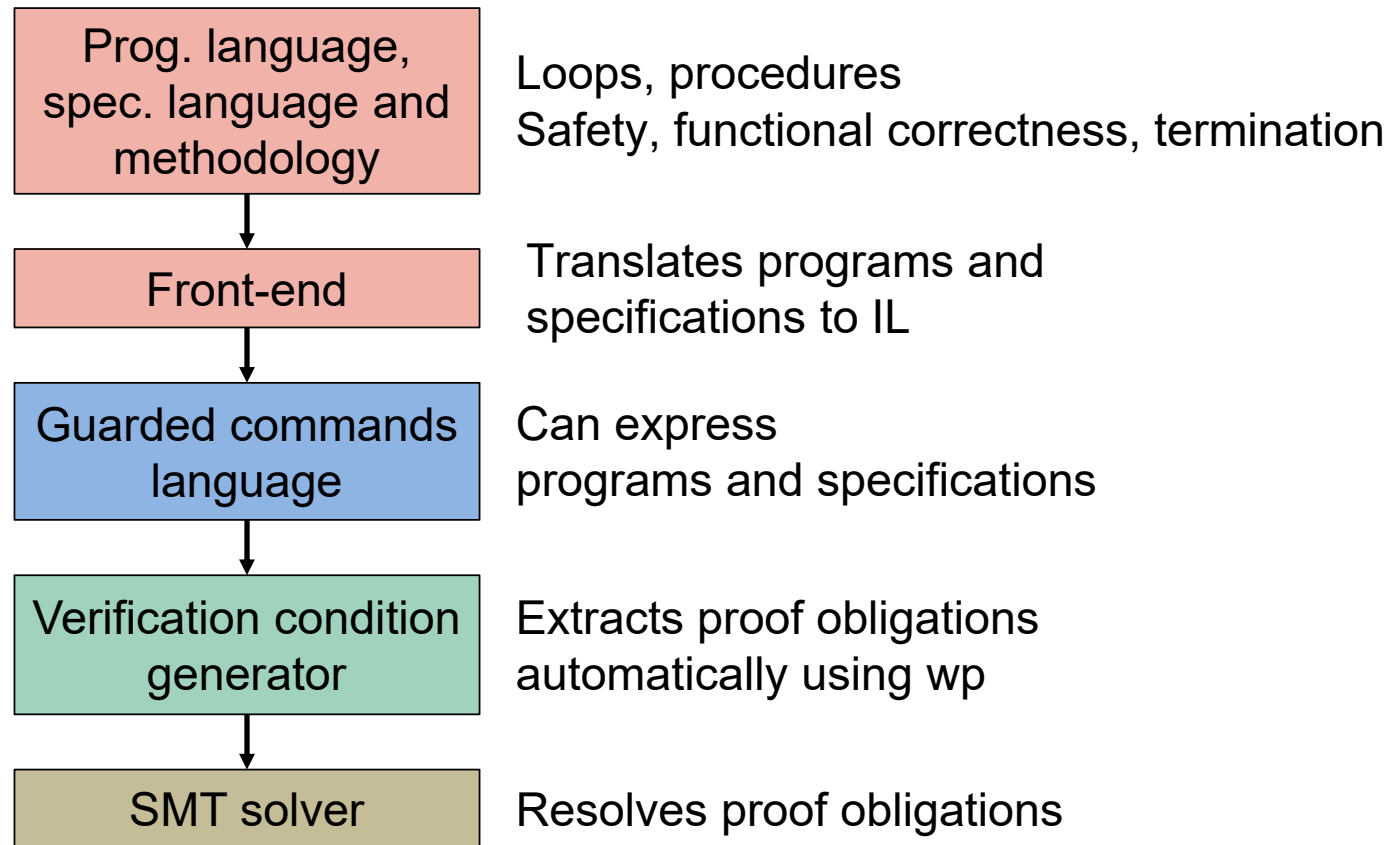 Prog. language,
spec. language and
methodology
Loops, procedures
Safety, functional correctness, termination
Front-end
Translates programs and
specifications to IL
Guarded commands
language
Can express
programs and specifications
Verification condition
generator
Extracts proof obligations
automatically using wp
SMT solver
Resolves proof obligations